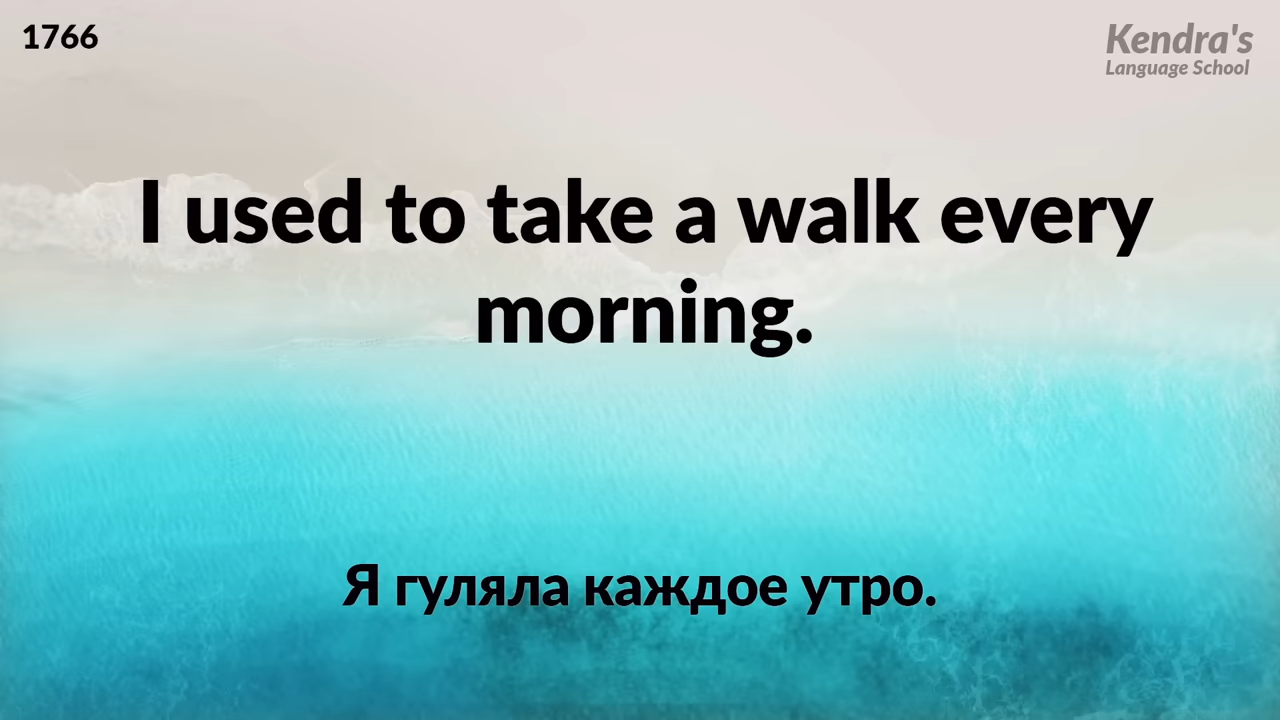 1766
Kendra's
Language School
I used to take a walk every
morning.
Я гуляла каждое утро.